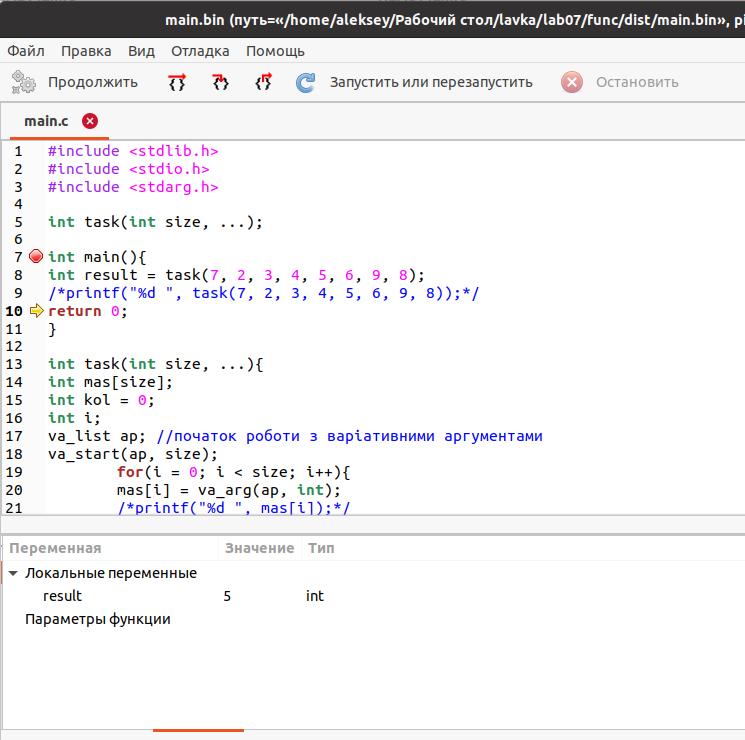 main.bin (путь=«/home/aleksey/Рабочий стол/lavka/lab07/func/dist/main.bin», pi
Файл Правка Вид Отладка Помощь
Продолжить Запустить или перезапустить Остановить
main.c
1 #include <stdlib.h>
2 #include <stdio.h>
3 #include <stdarg.h>
4
5 int task(int size, ...);
6
7 int main(){
8 int result = task(7, 2, 3, 4, 5, 6, 9, 8);
9 /*printf("%d ", task(7, 2, 3, 4, 5, 6, 9, 8));*/
10 return 0;
11 }
12
13 int task(int size, ...){
14 int mas[size];
15 int kol = 0;
16 int i;
17 va_list ap; //початок роботи з варіативними аргументами
18 va_start(ap, size);
19 for(i = 0; i < size; i++){
20 mas[i] = va_arg(ap, int);
21 /*printf("%d ", mas[i]);*/
Переменная Значение Тип
Локальные переменные
result 5 int
Параметры функции